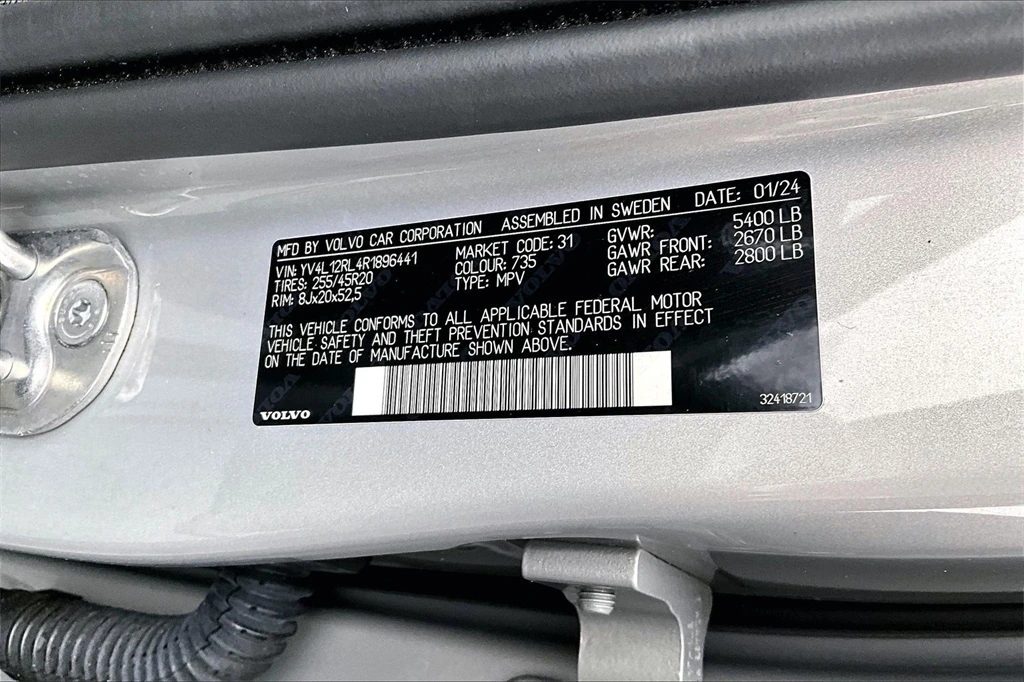 MFD BY VOLVO CAR CORPORATION ASSEMBLED IN SWEDEN DATE: 01/24
VIN: YV4L12RL4R1896441 MARKET CODE: 31 GVWR: 5400 LB
TIRES: 255/45R20 COLOUR: 735 GAWR FRONT: 2670 LB
RIM: 8Jx20x52,5 TYPE: MPV GAWR REAR: 2800 LB
THIS VEHICLE CONFORMS TO ALL APPLICABLE FEDERAL MOTOR
VEHICLE SAFETY AND THEFT PREVENTION STANDARDS IN EFFECT
ON THE DATE OF MANUFACTURE SHOWN ABOVE.
VOLVO 32418721